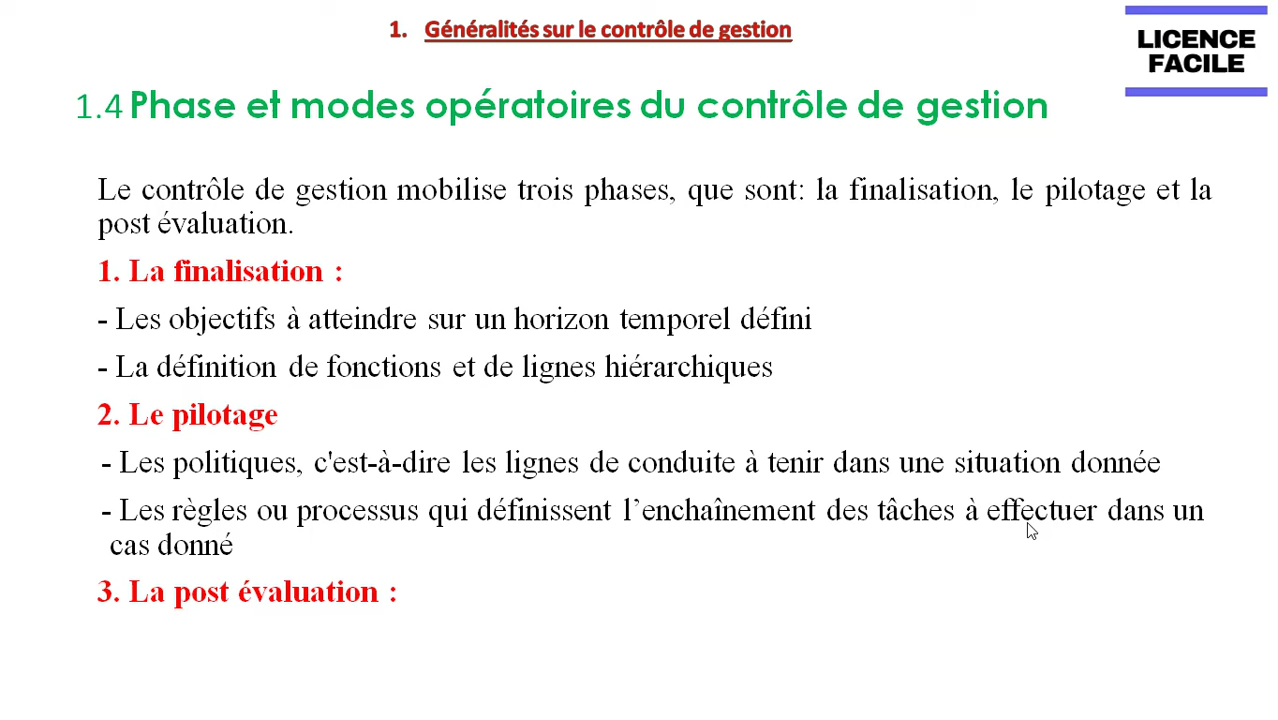 1. Généralités sur le contrôle de gestion
LICENCE
FACILE
1.4 Phase et modes opératoires du contrôle de gestion
Le contrôle de gestion mobilise trois phases, que sont: la finalisation, le pilotage et la
post évaluation.
1. La finalisation :
- Les objectifs à atteindre sur un horizon temporel défini
- La définition de fonctions et de lignes hiérarchiques
2. Le pilotage
- Les politiques, c'est-à-dire les lignes de conduite à tenir dans une situation donnée
- Les règles ou processus qui définissent l’enchaînement des tâches à effectuer dans un
cas donné
3. La post évaluation :